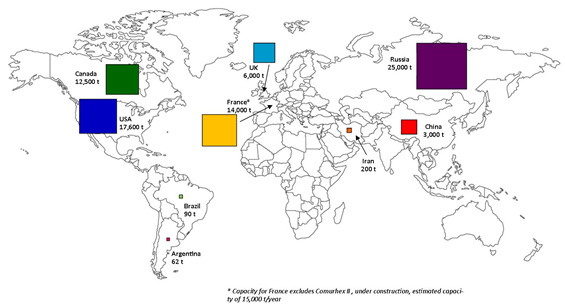 Canada
12,500 t
USA
17,600 t
UK
6,000 t
France*
14,000 t
Russia
25,000 t
China
3,000 t
Iran
200 t
Brazil
90 t
Argentina
62 t
* Capacity for France excludes Comurhex II , under construction, estimated capaci-
ty of 15,000 t/year